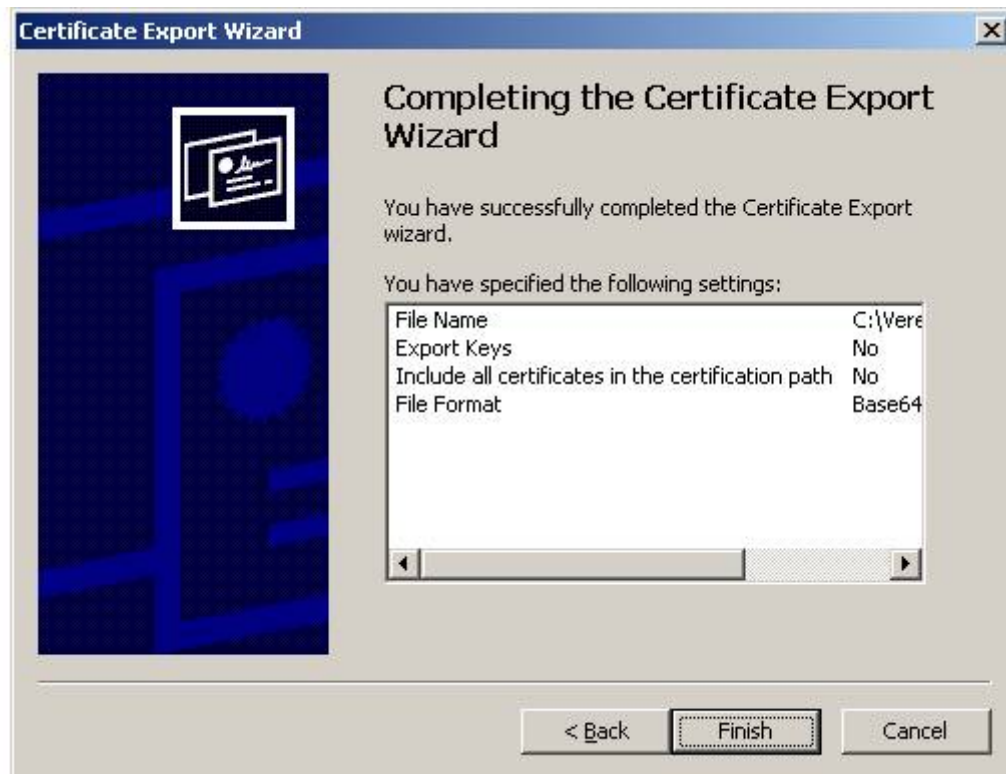 Certificate Export Wizard
Completing the Certificate Export
Wizard
You have successfully completed the Certificate Export
wizard.
You have specified the following settings:
File Name C:\Vere
Export Keys No
Include all certificates in the certification path No
File Format Base64
< Back Finish Cancel